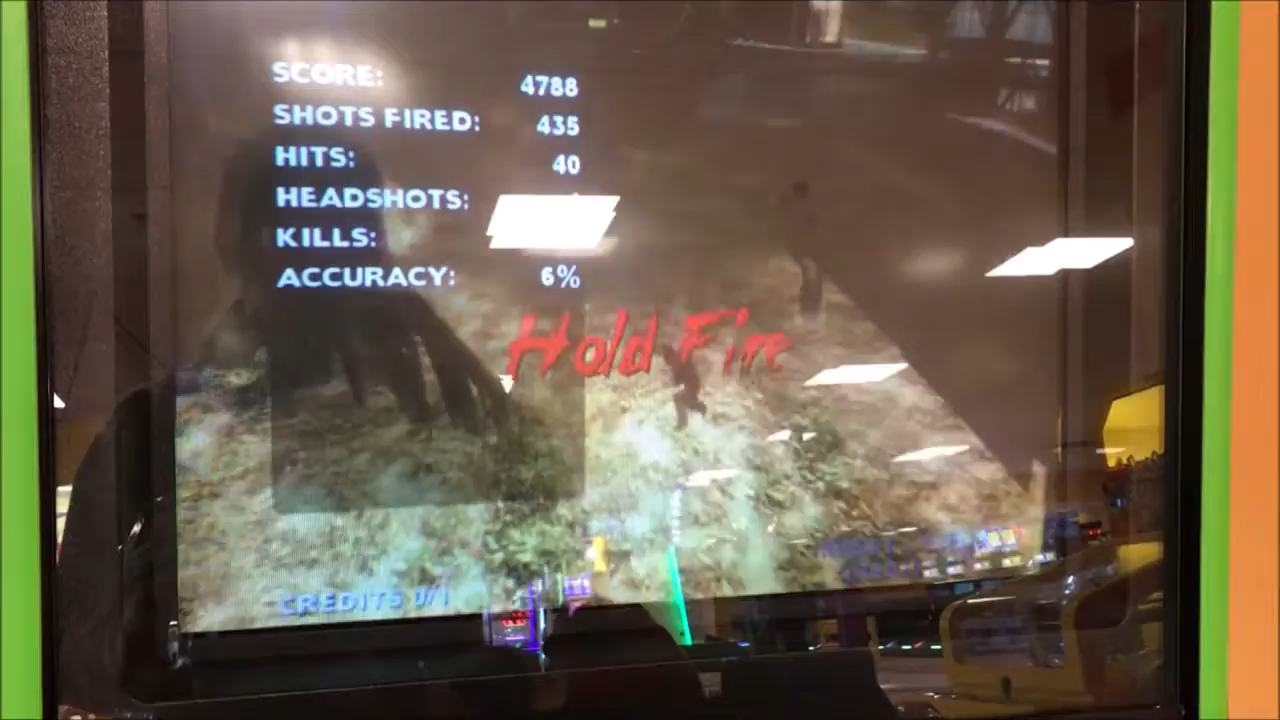 SCORE: 4788
SHOTS FIRED: 435
HITS: 40
HEADSHOTS:
KILLS:
ACCURACY: 6%
Hold Fire
CREDITS 0/1